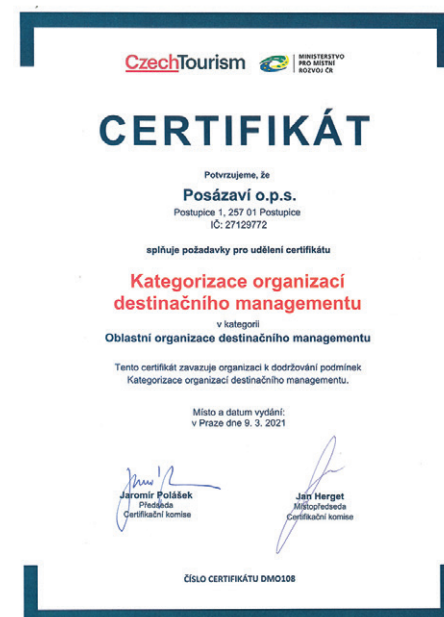 CzechTourism
MINISTERSTVO
PRO MÍSTNÍ
ROZVOJ ČR
CERTIFIKÁT
Potvrzujeme, že
Posázaví o.p.s.
Postupice 1, 257 01 Postupice
IČ: 27129772
splňuje požadavky pro udělení certifikátu
Kategorizace organizací
destinačního managementu
v kategorii
Oblastní organizace destinačního managementu
Tento certifikát zavazuje organizaci k dodržování podmínek
Kategorizace organizací destinačního managementu.
Místo a datum vydání:
v Praze dne 9. 3. 2021
Jaromír Polášek
Předseda
Certifikační komise
Jan Herget
Místopředseda
Certifikační komise
ČÍSLO CERTIFIKÁTU DMO108